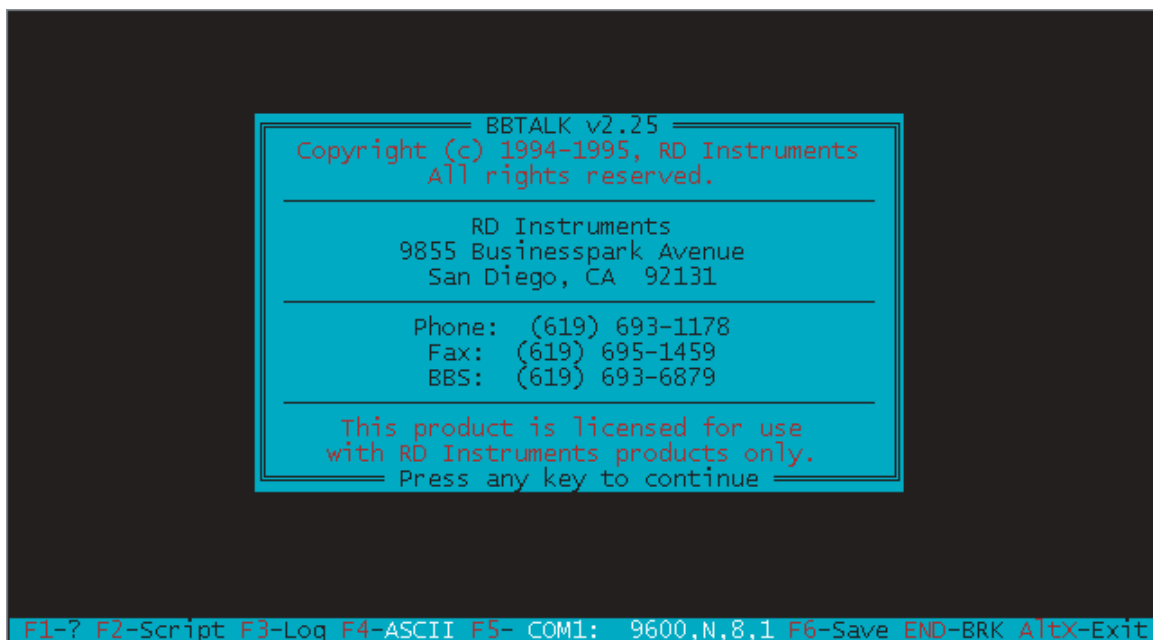 BBTALK v2.25
Copyright (c) 1994-1995, RD Instruments
All rights reserved.
RD Instruments
9855 Businesspark Avenue
San Diego, CA  92131
Phone:  (619) 693-1178
Fax:  (619) 695-1459
BBS:  (619) 693-6879
This product is licensed for use
with RD Instruments products only.
Press any key to continue
F1-? F2-Script F3-Log F4-ASCII F5- COM1:  9600,N,8,1 F6-Save END-BRK AltX-Exit